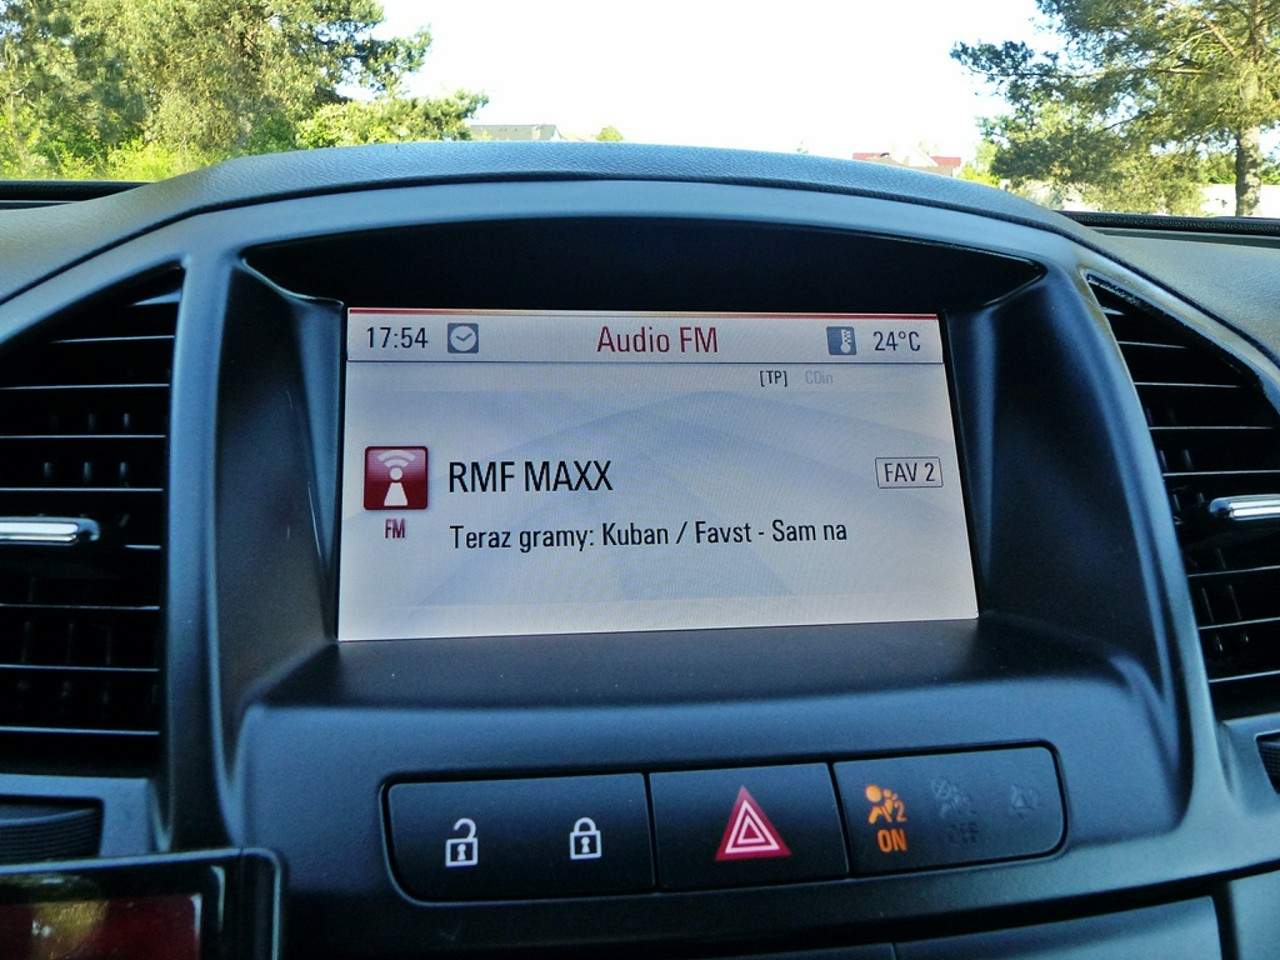 17:54 Audio FM 24°C
[TP] CDin
RMF MAXX FAV 2
FM
Teraz gramy: Kuban / Favst - Sam na
2
ON
OFF